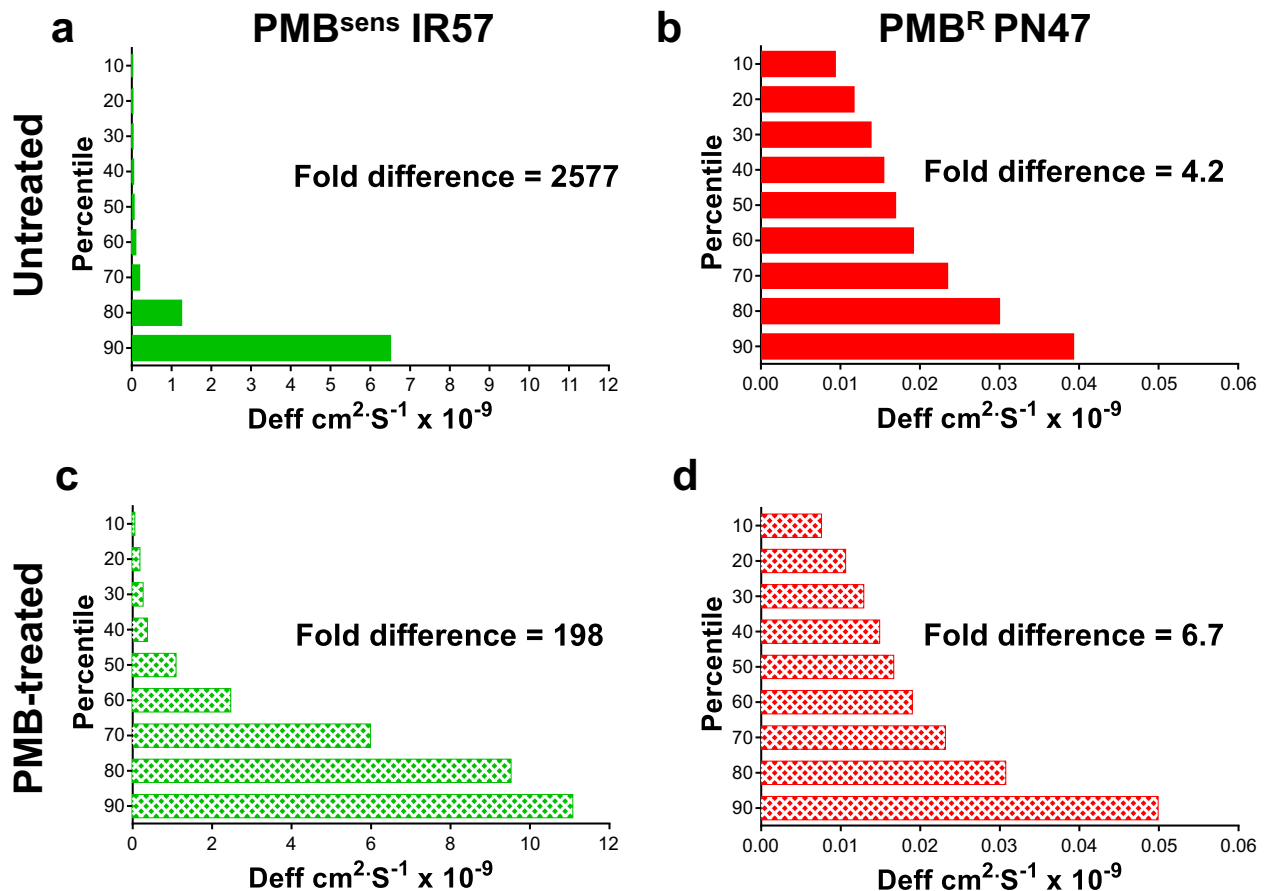 a PMBsens IR57
Untreated
Percentile
10
20
30
40
50
60
70
80
90
Fold difference = 2577
0 1 2 3 4 5 6 7 8 9 10 11 12
Deff cm2·S-1 x 10-9
b PMBR PN47
Percentile
10
20
30
40
50
60
70
80
90
Fold difference = 4.2
0.00 0.01 0.02 0.03 0.04 0.05 0.06
Deff cm2·S-1 x 10-9
c
PMB-treated
Percentile
10
20
30
40
50
60
70
80
90
Fold difference = 198
0 2 4 6 8 10 12
Deff cm2·S-1 x 10-9
d
Percentile
10
20
30
40
50
60
70
80
90
Fold difference = 6.7
0.00 0.01 0.02 0.03 0.04 0.05 0.06
Deff cm2·S-1 x 10-9